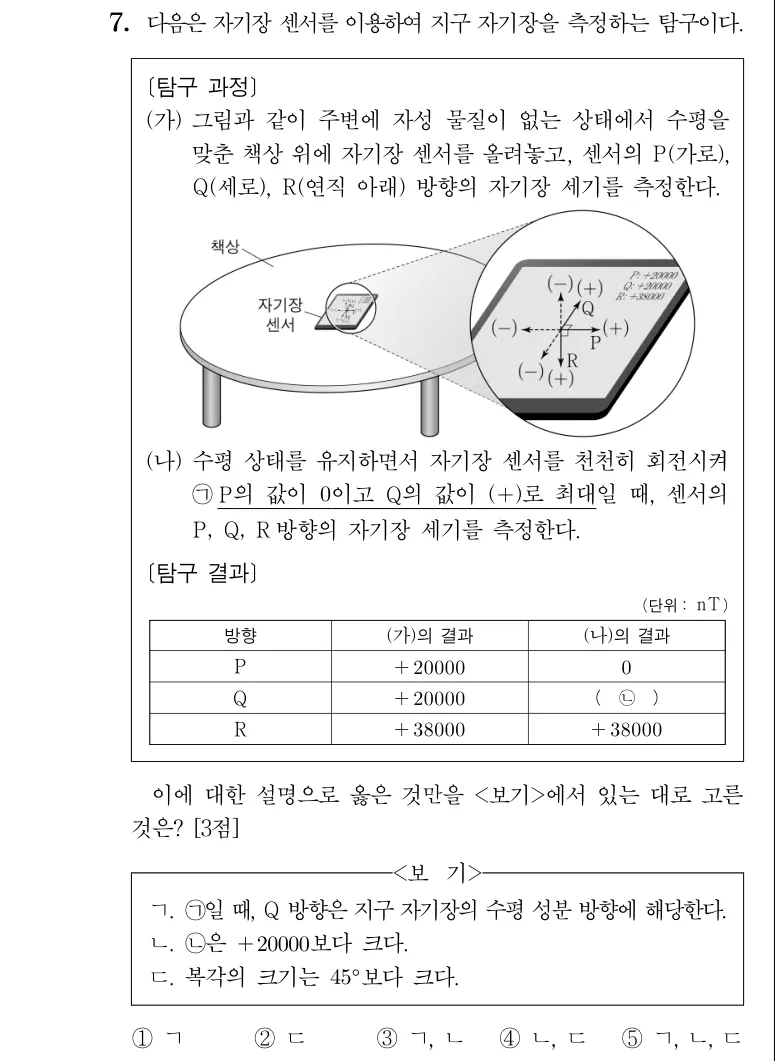 7. 다음은 자기장 센서를 이용하여 지구 자기장을 측정하는 탐구이다.
〔탐구 과정〕
(가) 그림과 같이 주변에 자성 물질이 없는 상태에서 수평을
맞춘 책상 위에 자기장 센서를 올려놓고, 센서의 P(가로),
Q(세로), R(연직 아래) 방향의 자기장 세기를 측정한다.
책상
자기장
센서
P: +20000
Q: +20000
R: +38000
(−) (+)
Q
(−) (+)
P
R
(−) (+)
(나) 수평 상태를 유지하면서 자기장 센서를 천천히 회전시켜
㉠ P의 값이 0이고 Q의 값이 (+)로 최대일 때, 센서의
P, Q, R 방향의 자기장 세기를 측정한다.
〔탐구 결과〕
(단위 : nT)
방향 (가)의 결과 (나)의 결과
P +20000 0
Q +20000 ( ㉡ )
R +38000 +38000
이에 대한 설명으로 옳은 것만을 <보기>에서 있는 대로 고른
것은? [3점]
<보 기>
ㄱ. ㉠일 때, Q 방향은 지구 자기장의 수평 성분 방향에 해당한다.
ㄴ. ㉡은 +20000보다 크다.
ㄷ. 복각의 크기는 45°보다 크다.
① ㄱ ② ㄷ ③ ㄱ, ㄴ ④ ㄴ, ㄷ ⑤ ㄱ, ㄴ, ㄷ